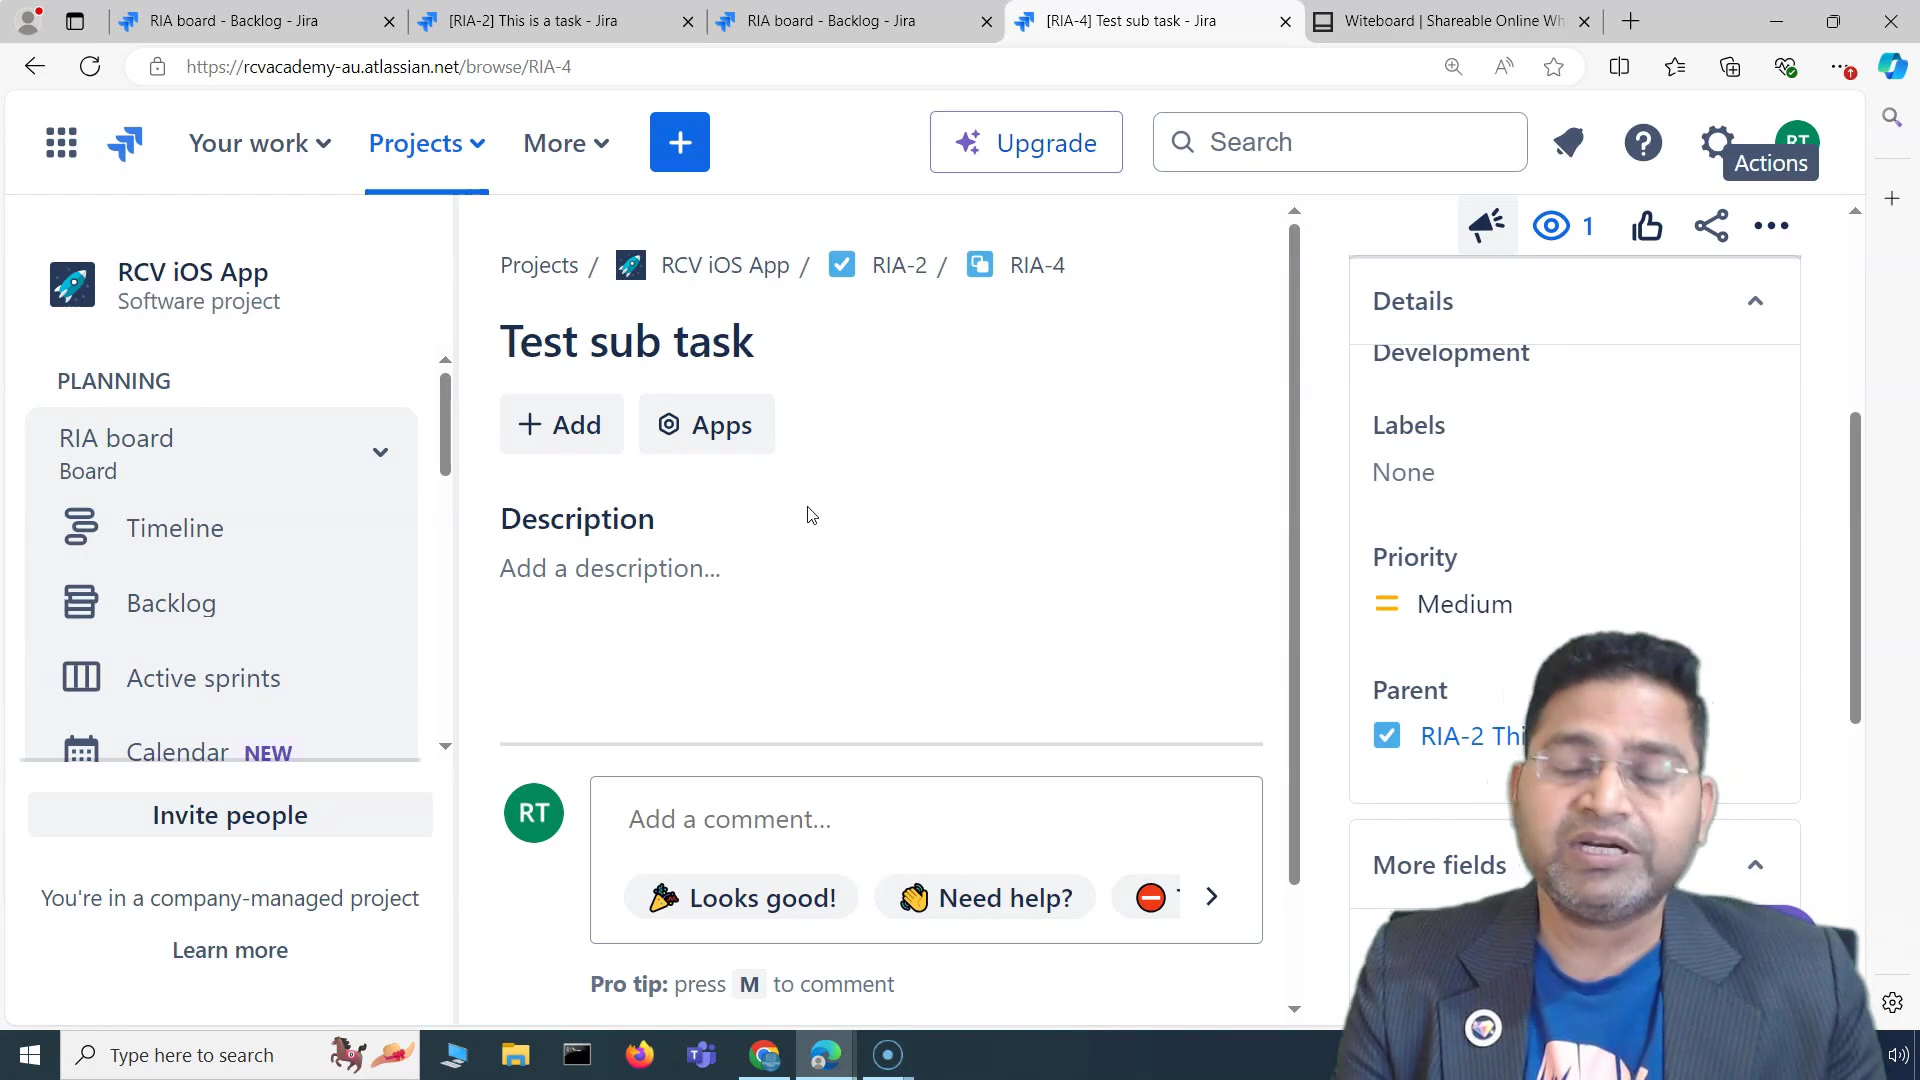 RIA board - Backlog - Jira
[RIA-2] This is a task - Jira
RIA board - Backlog - Jira
[RIA-4] Test sub task - Jira
Witeboard | Shareable Online Wh
https://rcvacademy-au.atlassian.net/browse/RIA-4
Your work
Projects
More
Upgrade
Search
RT
Actions
RCV iOS App
Software project
PLANNING
RIA board
Board
Timeline
Backlog
Active sprints
Calendar NEW
Invite people
You're in a company-managed project
Learn more
Projects / RCV iOS App / RIA-2 / RIA-4
Test sub task
Add
Apps
Description
Add a description...
RT
Add a comment...
Looks good!
Need help?
Pro tip: press M to comment
1
Details
Development
Labels
None
Priority
Medium
Parent
RIA-2 Thi
More fields
Type here to search